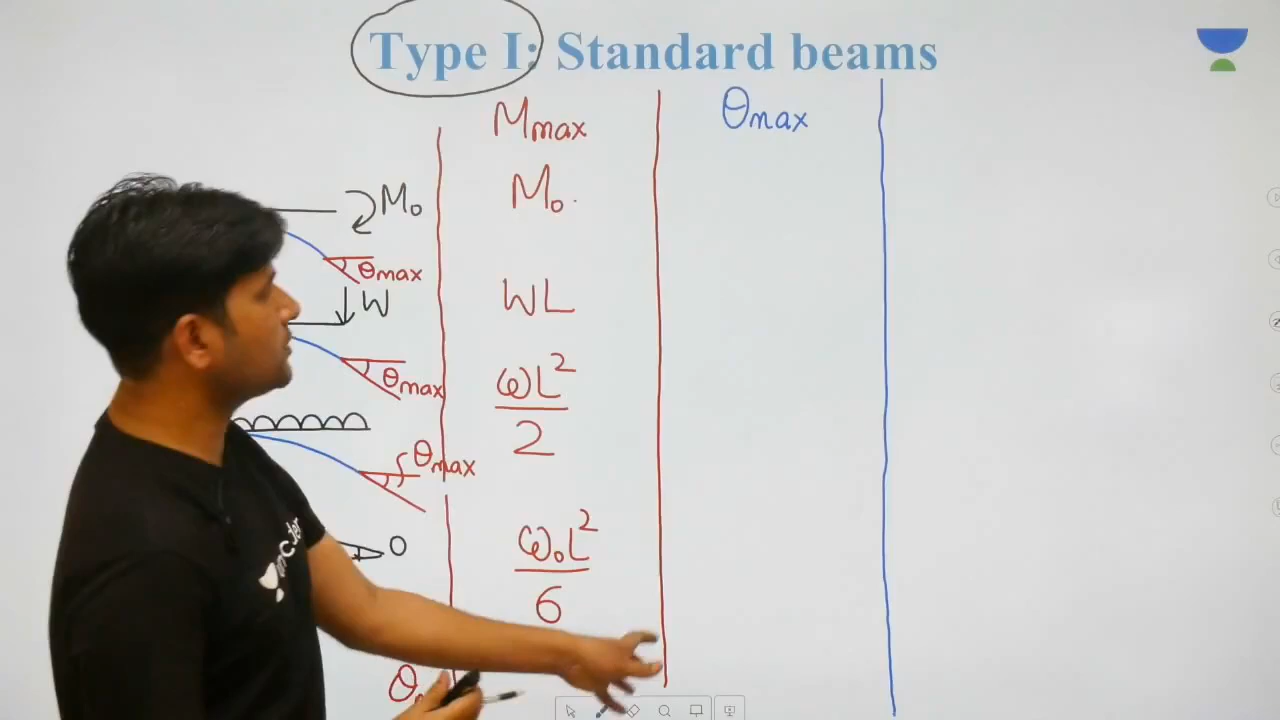 Type I: Standard beams
Mmax
θmax
M₀
M₀.
θmax
W
WL
θmax
ωL²
2
θmax
0
ω₀L²
6